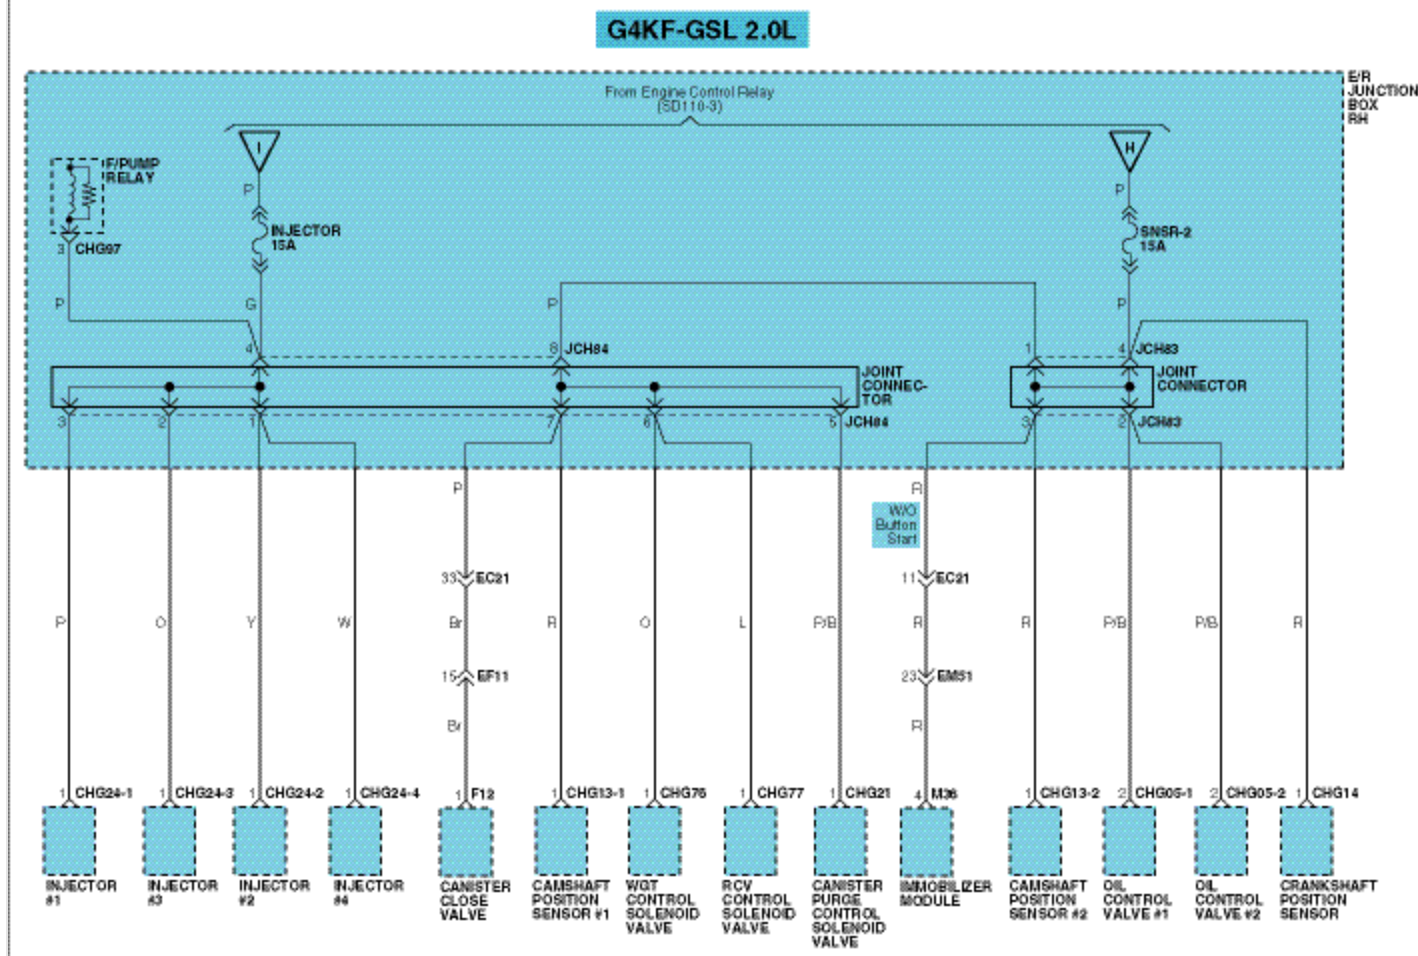 G4KF-GSL 2.0L
E/R
JUNCTION
BOX
RH
From Engine Control Relay
(SD110-3)
I
H
F/PUMP
RELAY
P
P
INJECTOR
15A
SNSR-2
15A
3 CHG97
P
G
P
P
4
8 JCH84
1
4 JCH83
JOINT
CONNEC-
TOR
JOINT
CONNECTOR
3
2
1
7
6
5 JCH84
3
2 JCH83
P
R
W/O
Button
Start
33 EC21
11 EC21
P
O
Y
W
Br
R
O
L
P/B
R
R
P/B
P/B
R
15 EF11
23 EM51
Br
R
1 CHG24-1
1 CHG24-3
1 CHG24-2
1 CHG24-4
1 F12
1 CHG13-1
1 CHG76
1 CHG77
1 CHG21
4 M36
1 CHG13-2
2 CHG05-1
2 CHG05-2
1 CHG14
INJECTOR
#1
INJECTOR
#3
INJECTOR
#2
INJECTOR
#4
CANISTER
CLOSE
VALVE
CAMSHAFT
POSITION
SENSOR #1
WGT
CONTROL
SOLENOID
VALVE
RCV
CONTROL
SOLENOID
VALVE
CANISTER
PURGE
CONTROL
SOLENOID
VALVE
IMMOBILIZER
MODULE
CAMSHAFT
POSITION
SENSOR #2
OIL
CONTROL
VALVE #1
OIL
CONTROL
VALVE #2
CRANKSHAFT
POSITION
SENSOR